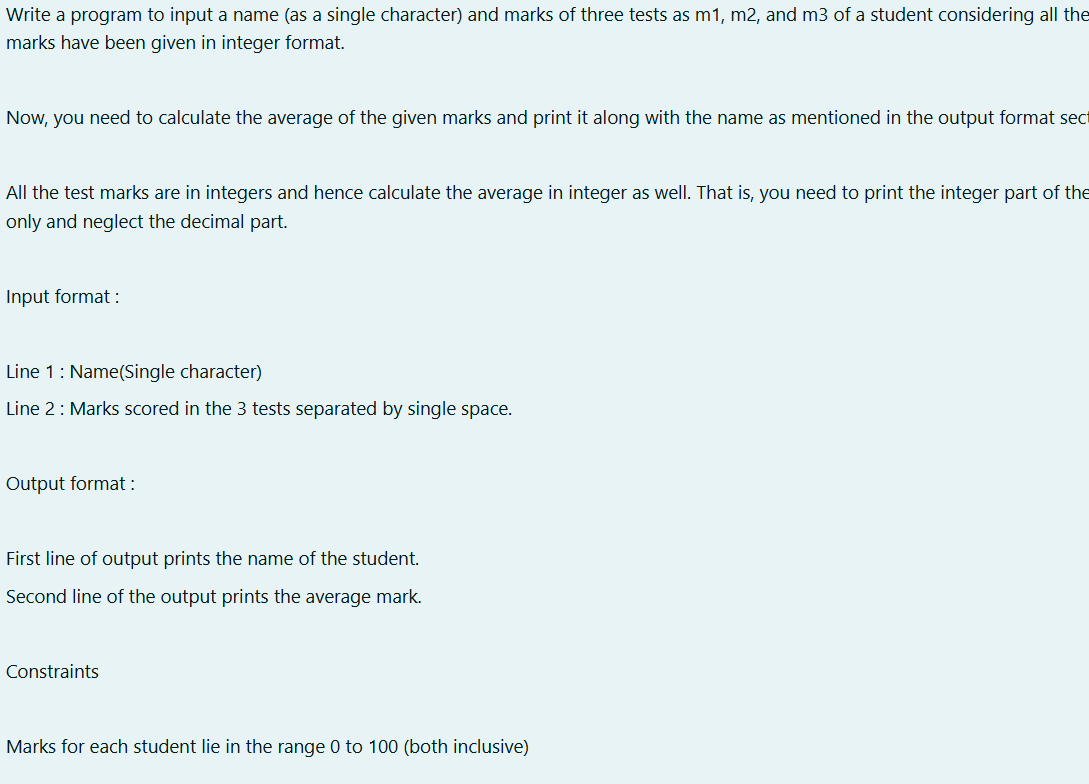 Write a program to input a name (as a single character) and marks of three tests as m1, m2, and m3 of a student considering all the
marks have been given in integer format.
Now, you need to calculate the average of the given marks and print it along with the name as mentioned in the output format sect
All the test marks are in integers and hence calculate the average in integer as well. That is, you need to print the integer part of the
only and neglect the decimal part.
Input format :
Line 1 : Name(Single character)
Line 2 : Marks scored in the 3 tests separated by single space.
Output format :
First line of output prints the name of the student.
Second line of the output prints the average mark.
Constraints
Marks for each student lie in the range 0 to 100 (both inclusive)